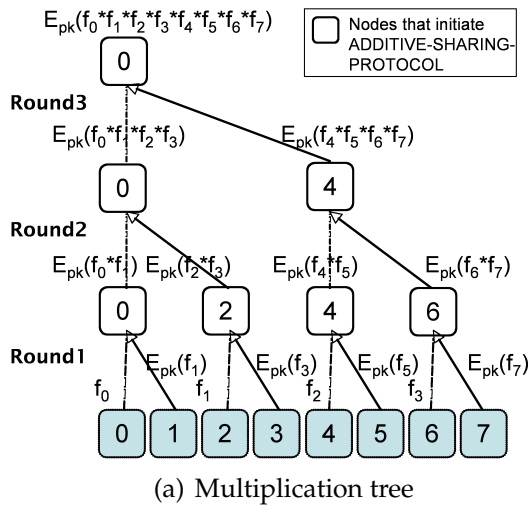 E_pk(f_0*f_1*f_2*f_3*f_4*f_5*f_6*f_7)
Nodes that initiate
ADDITIVE-SHARING-
PROTOCOL
0
Round3
E_pk(f_0*f_1*f_2*f_3)
E_pk(f_4*f_5*f_6*f_7)
0
4
Round2
E_pk(f_0*f_1)
E_pk(f_2*f_3)
E_pk(f_4*f_5)
E_pk(f_6*f_7)
0
2
4
6
Round1
E_pk(f_1)
E_pk(f_3)
E_pk(f_5)
E_pk(f_7)
f_0
f_1
f_2
f_3
0
1
2
3
4
5
6
7
(a) Multiplication tree